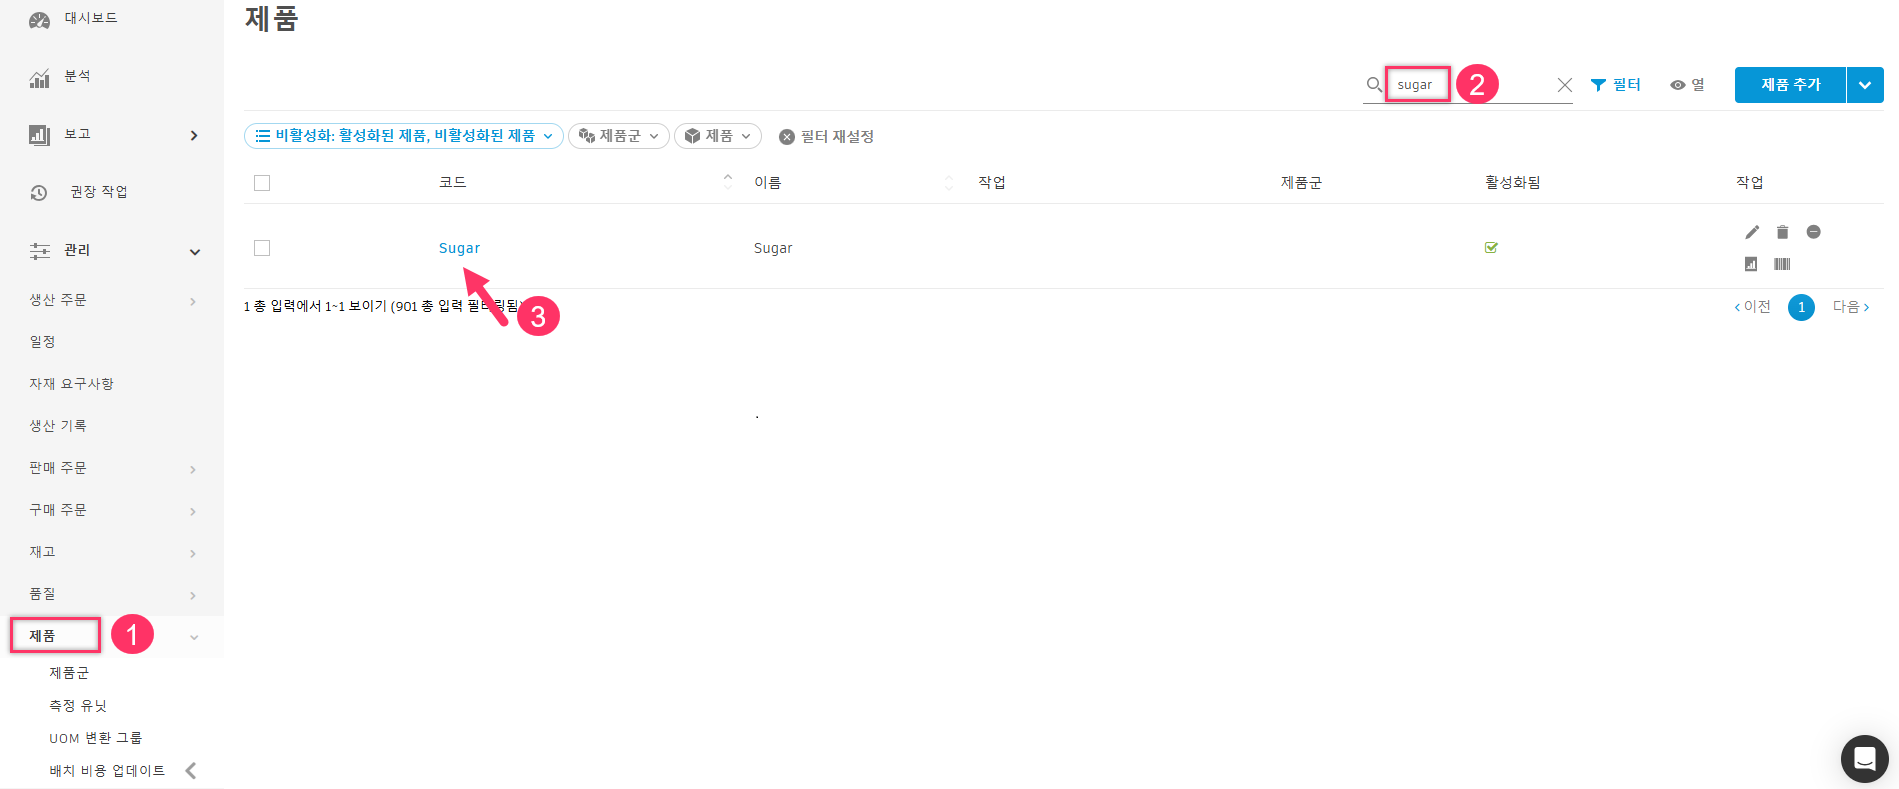 대시보드
분석
보고
권장 작업
관리
생산 주문
일정
자재 요구사항
생산 기록
판매 주문
구매 주문
재고
품질
제품
1
제품군
측정 유닛
UOM 변환 그룹
배치 비용 업데이트
제품
sugar
2
필터
열
제품 추가
비활성화: 활성화된 제품, 비활성화된 제품
제품군
제품
필터 재설정
코드 이름 작업 제품군 활성화됨 작업
Sugar Sugar
1 총 입력에서 1~1 보이기 (901 총 입력 필터링됨)
3
이전 1 다음
.